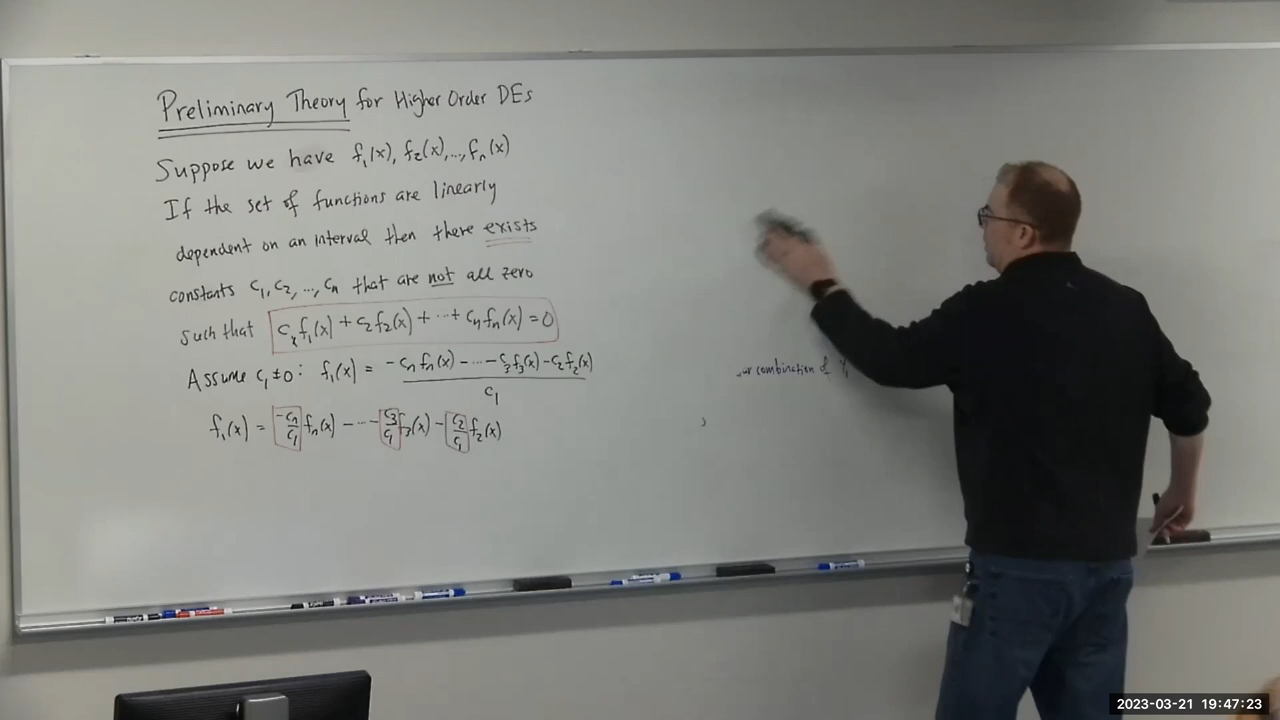 Preliminary Theory for Higher Order DEs
Suppose we have f₁(x), f₂(x),..., fₙ(x)
If the set of functions are linearly
dependent on an interval then there exists
constants c₁, c₂, ..., cₙ that are not all zero
such that c₁f₁(x) + c₂f₂(x) + ··· + cₙfₙ(x) = 0
Assume c₁ ≠ 0: f₁(x) = (-cₙfₙ(x) - ··· - c₃f₃(x) - c₂f₂(x)) / c₁
f₁(x) = -cₙ/c₁ fₙ(x) - ··· - c₃/c₁ f₃(x) - c₂/c₁ f₂(x)
combination of
2023-03-21 19:47:23